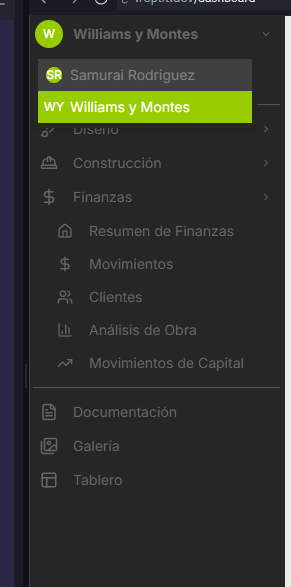 W Williams y Montes
SR Samurai Rodriguez
WY Williams y Montes
Diseño
Construcción
Finanzas
Resumen de Finanzas
Movimientos
Clientes
Análisis de Obra
Movimientos de Capital
Documentación
Galería
Tablero